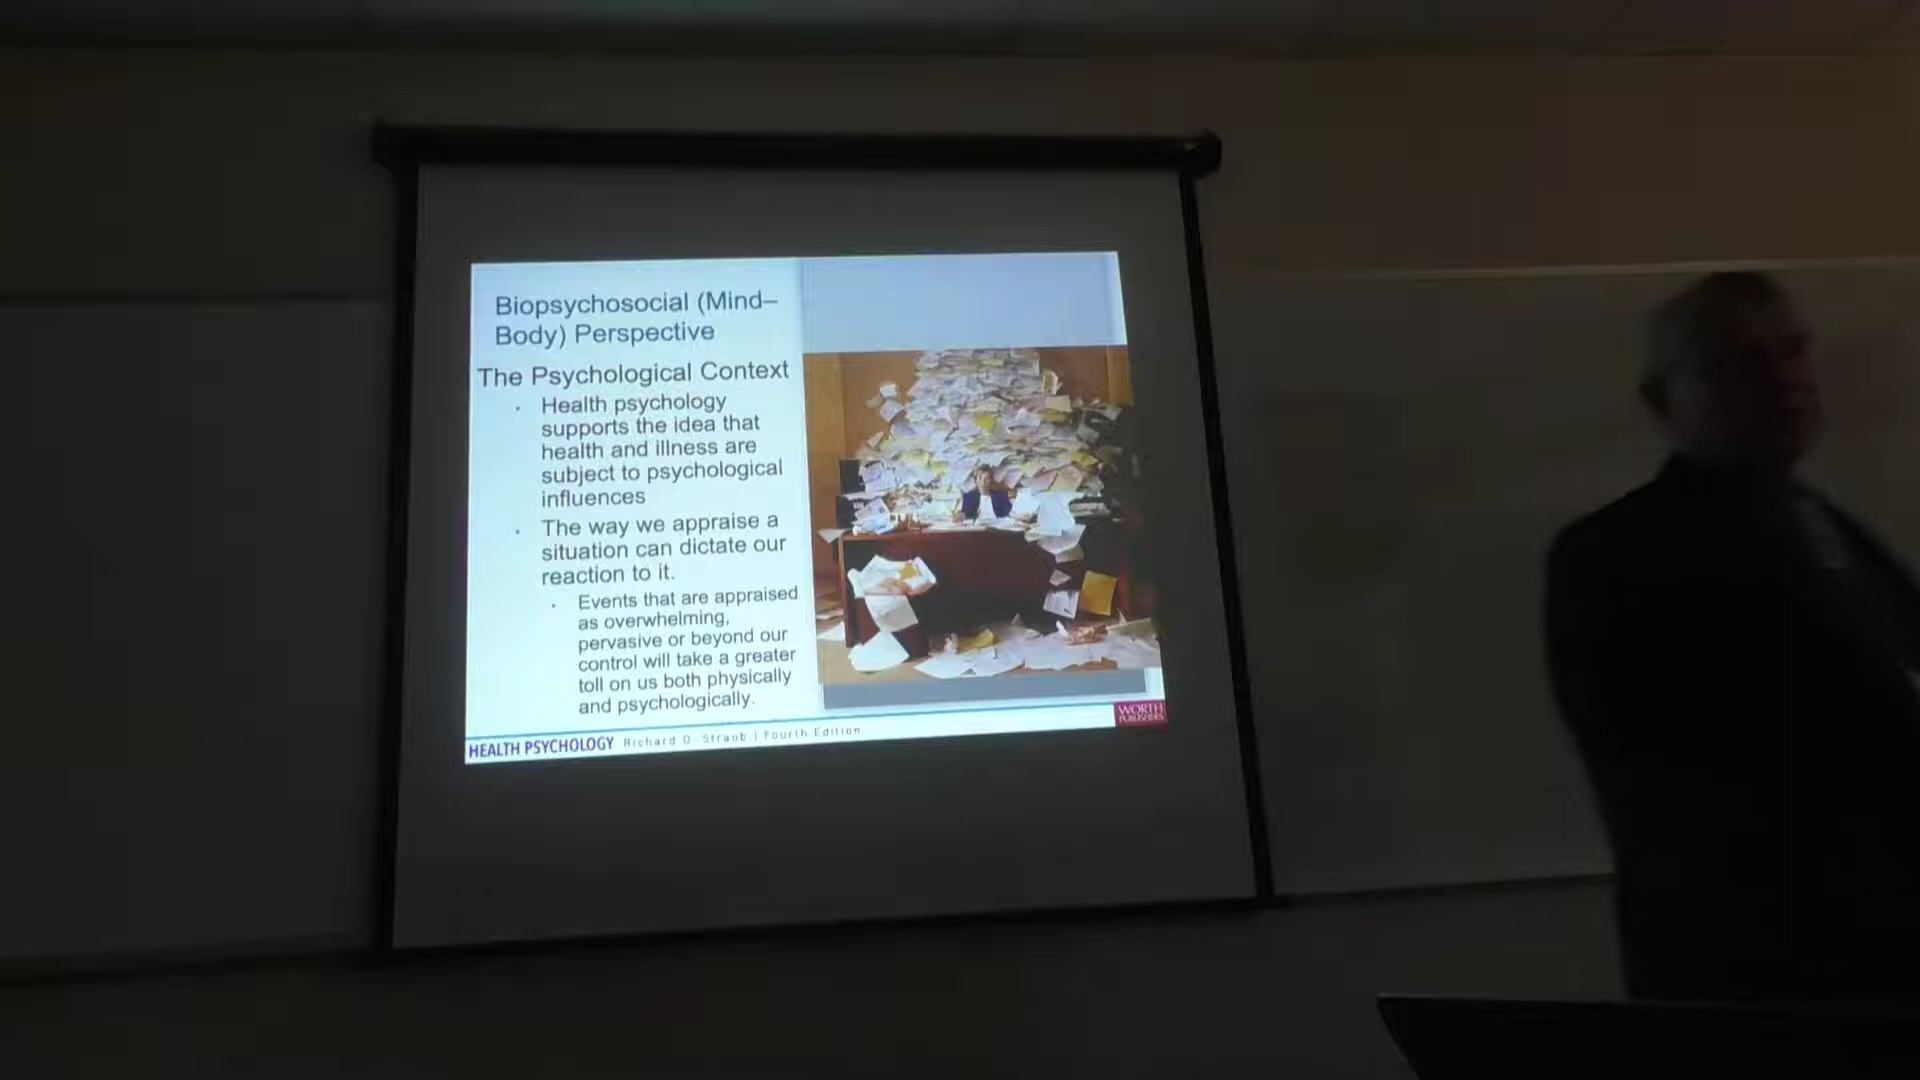 Biopsychosocial (Mind–
Body) Perspective
The Psychological Context
Health psychology
supports the idea that
health and illness are
subject to psychological
influences
The way we appraise a
situation can dictate our
reaction to it.
Events that are appraised
as overwhelming,
pervasive or beyond our
control will take a greater
toll on us both physically
and psychologically.
HEALTH PSYCHOLOGY Richard O. Straub | Fourth Edition
WORTH
PUBLISHERS